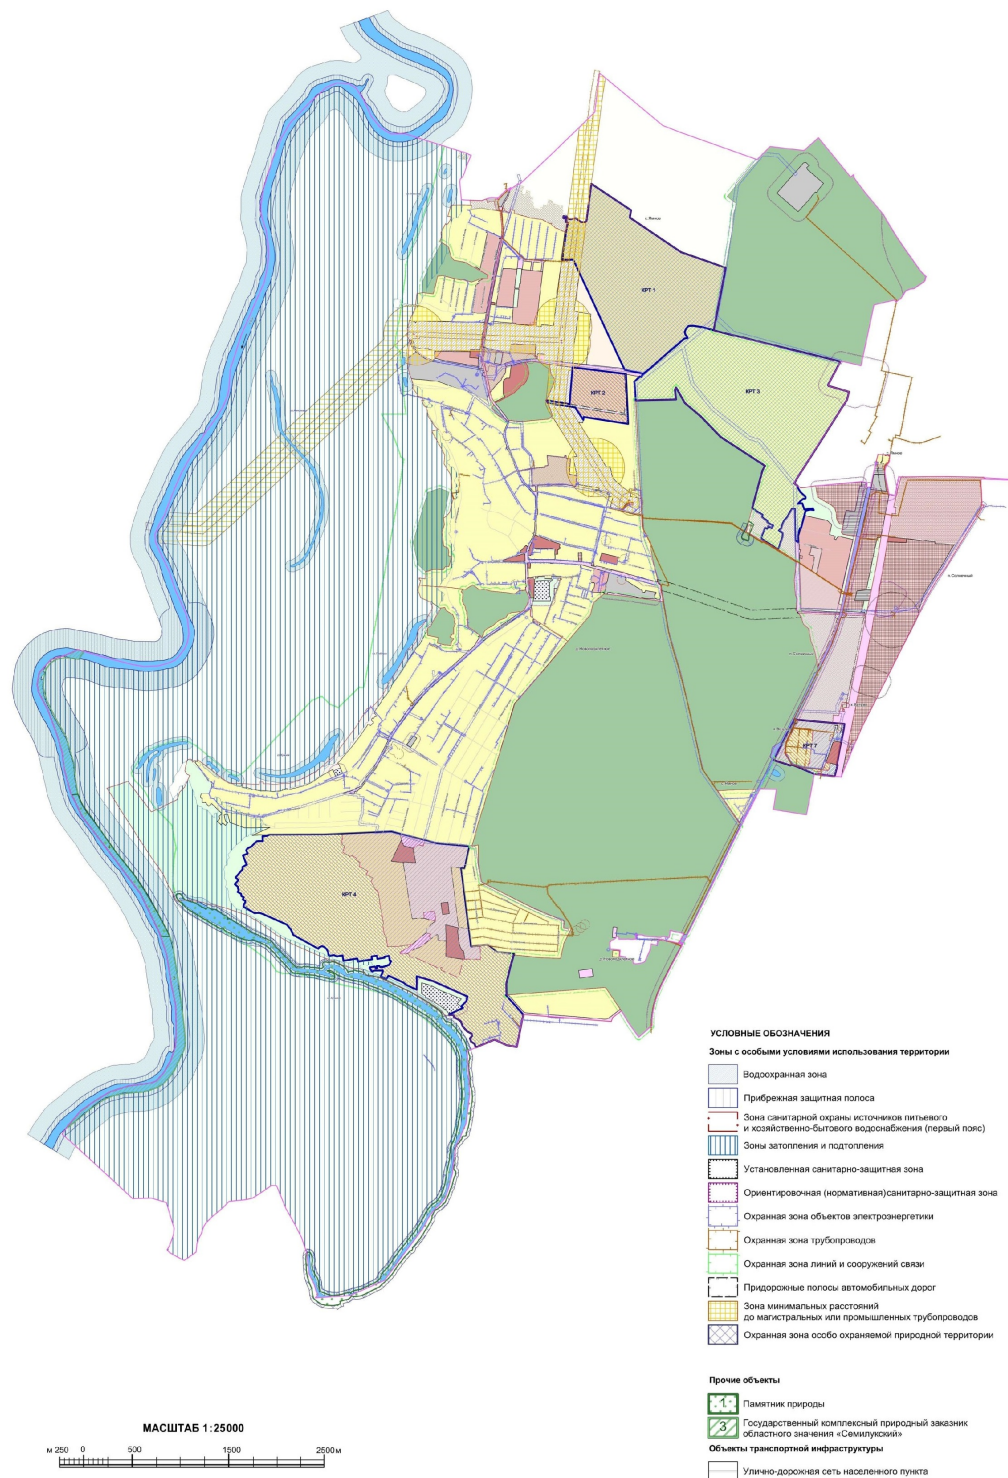 КРТ 1
КРТ 2
КРТ 3
КРТ 4
КРТ 7
УСЛОВНЫЕ ОБОЗНАЧЕНИЯ
Зоны с особыми условиями использования территории
Водоохранная зона
Прибрежная защитная полоса
Зона санитарной охраны источников питьевого
и хозяйственно-бытового водоснабжения (первый пояс)
Зоны затопления и подтопления
Установленная санитарно-защитная зона
Ориентировочная (нормативная)санитарно-защитная зона
Охранная зона объектов электроэнергетики
Охранная зона трубопроводов
Охранная зона линий и сооружений связи
Придорожные полосы автомобильных дорог
Зона минимальных расстояний
до магистральных или промышленных трубопроводов
Охранная зона особо охраняемой природной территории
Прочие объекты
1 Памятник природы
3 Государственный комплексный природный заказник
областного значения «Семилукский»
Объекты транспортной инфраструктуры
Улично-дорожная сеть населенного пункта
МАСШТАБ 1:25000
м 250 0 500 1500 2500 м